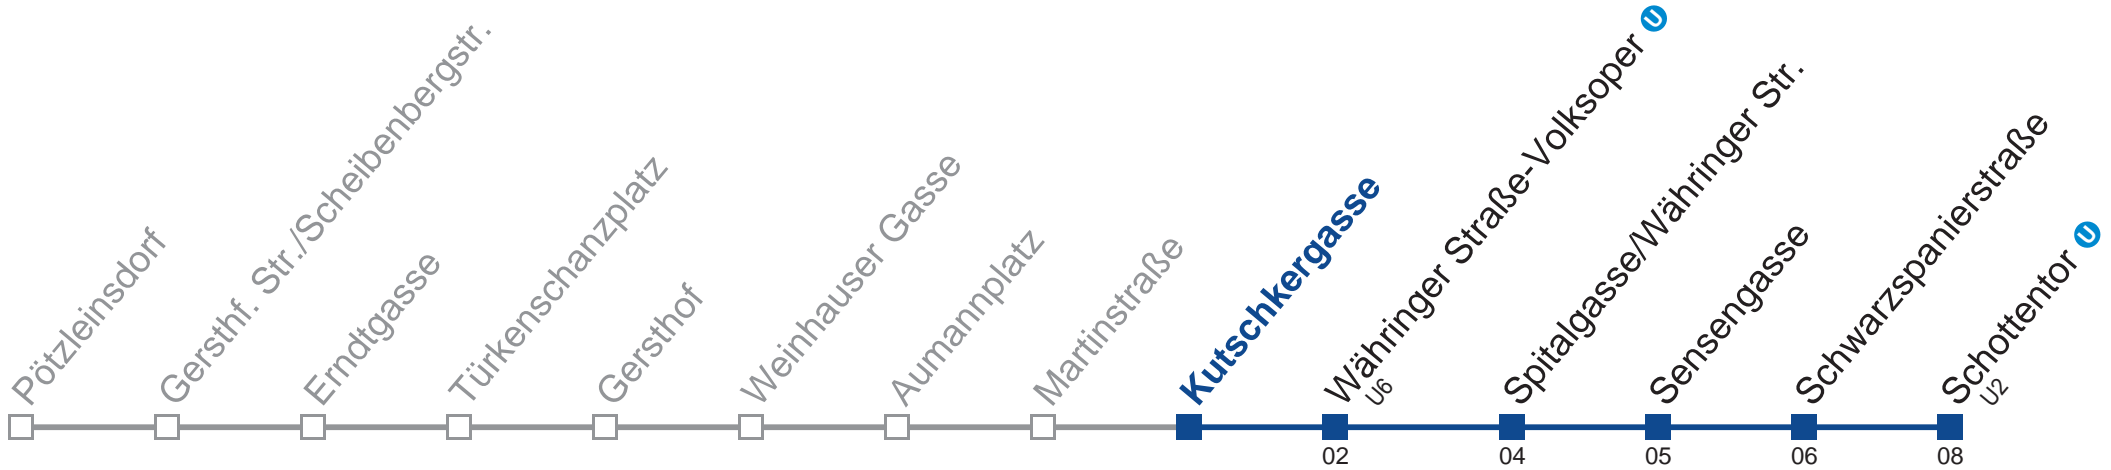 Pötzleinsdorf
Gersthf. Str./Scheibenbergstr.
Erndtgasse
Türkenschanzplatz
Gersthof
Weinhauser Gasse
Aumannplatz
Martinstraße
Kutschkergasse
Währinger Straße-Volksoper U
U6
Spitalgasse/Währinger Str.
Sensengasse
Schwarzspanierstraße
Schottentor U
U2
02 04 05 06 08